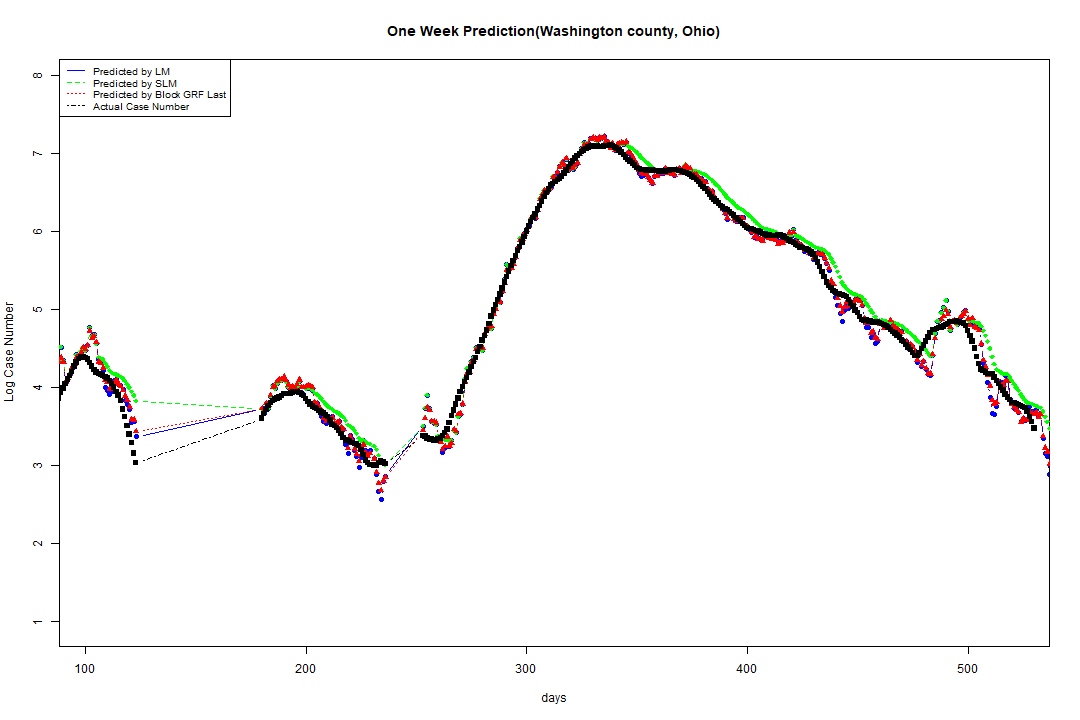 One Week Prediction(Washington county, Ohio)
Predicted by LM
Predicted by SLM
Predicted by Block GRF Last
Actual Case Number
8
7
6
5
4
3
2
1
Log Case Number
100 200 300 400 500
days